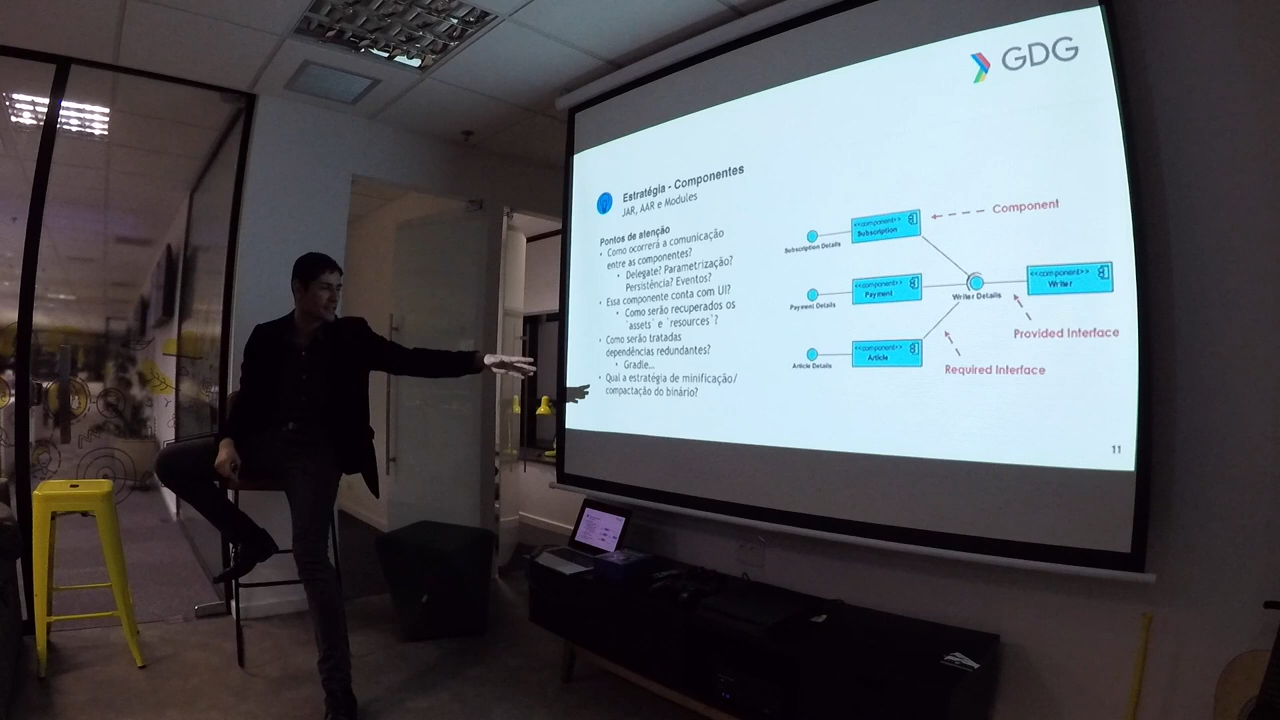 GDG
Estratégia - Componentes
JAR, AAR e Modules
Pontos de atenção
• Como ocorrerá a comunicação
entre as componentes?
• Delegate? Parametrização?
Persistência? Eventos?
• Essa componente conta com UI?
• Como serão recuperados os
`assets` e `resources`?
• Como serão tratadas
dependências redundantes?
• Gradle...
• Qual a estratégia de minificação/
compactação do binário?
Component
<<component>>
Subscription
Subscription Details
<<component>>
Payment
Payment Details
<<component>>
Article
Article Details
Writer Details
<<component>>
Writer
Provided Interface
Required Interface
11